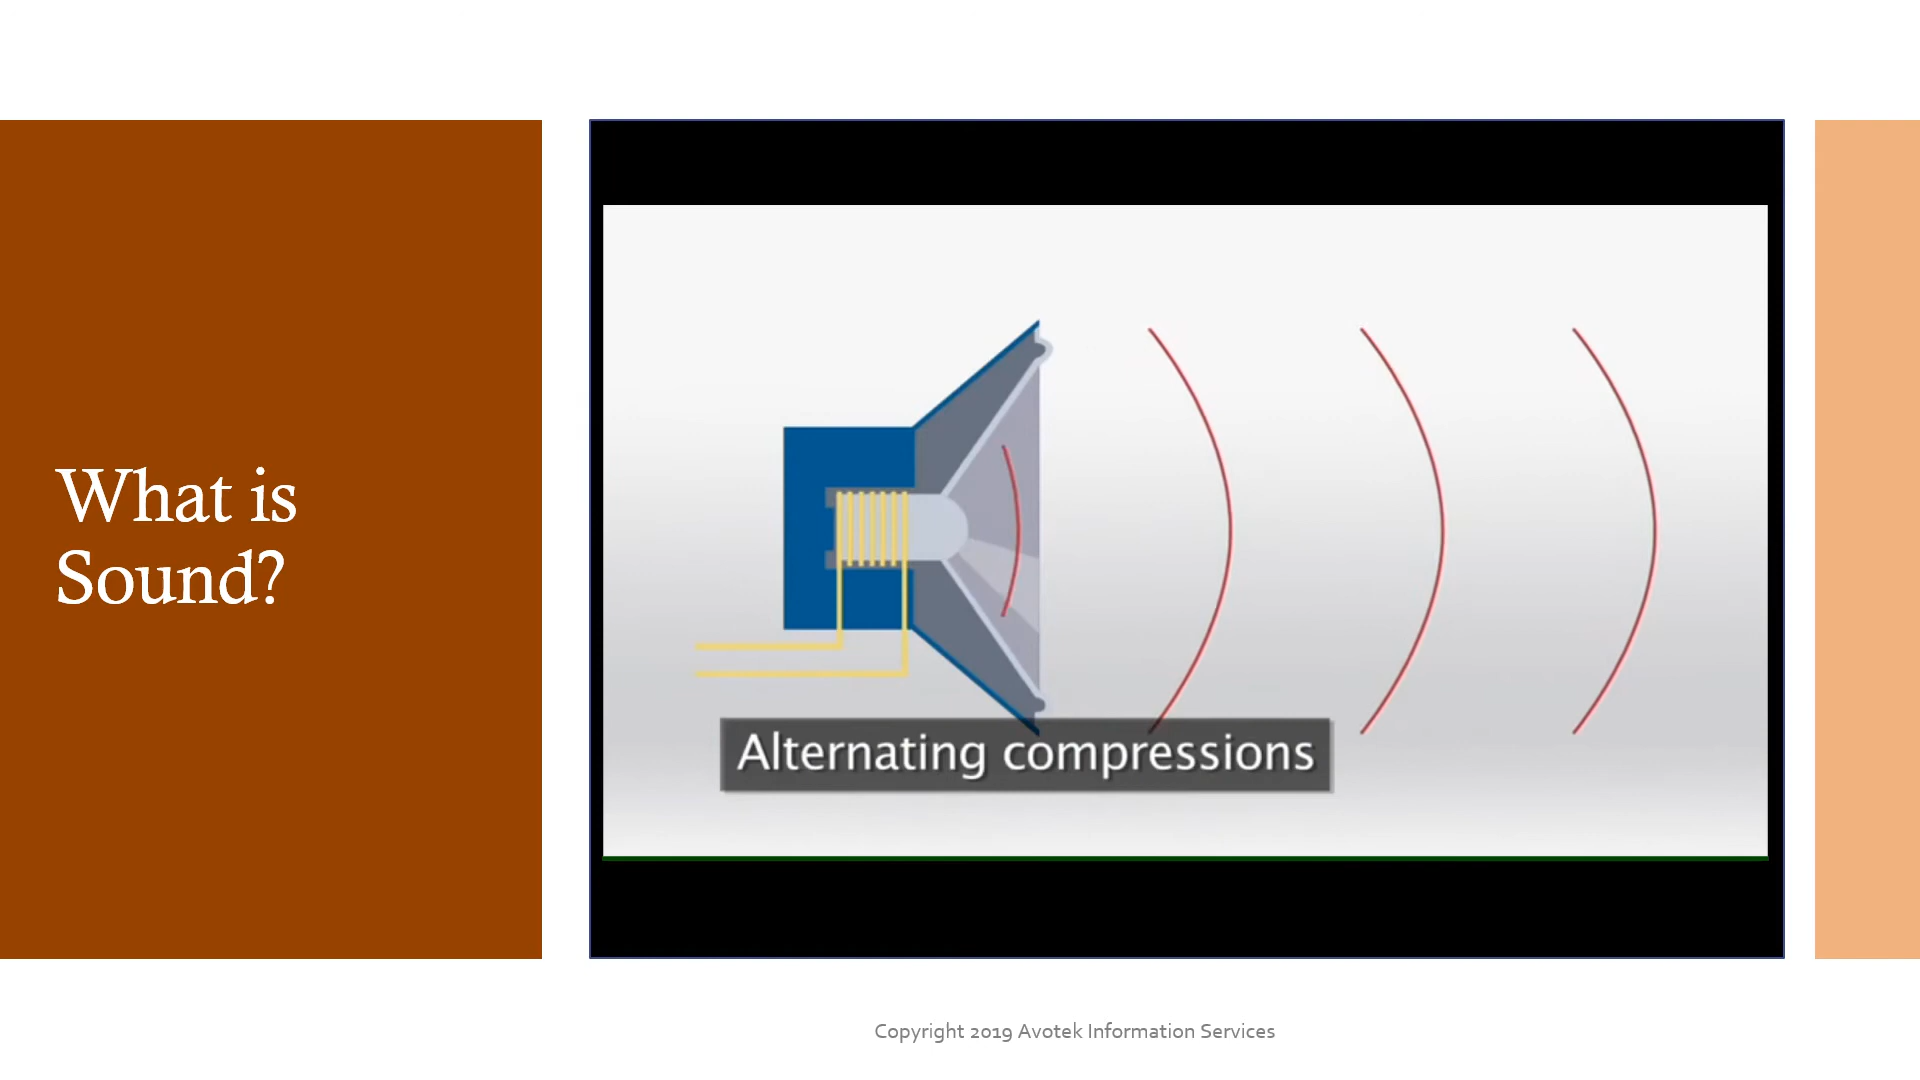 What is
Sound?
Alternating compressions
Copyright 2019 Avotek Information Services